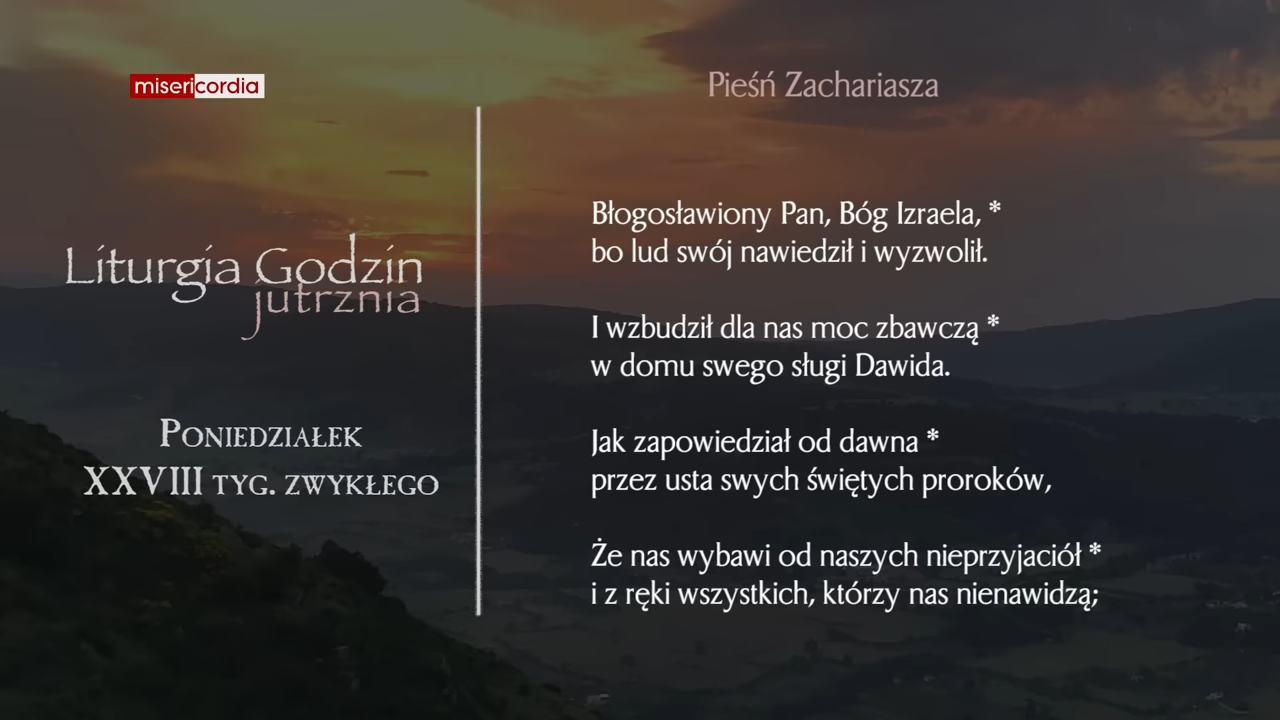 misericordia
Liturgia Godzin
jutrznia
Poniedziałek
XXVIII tyg. zwykłego
Pieśń Zachariasza
Błogosławiony Pan, Bóg Izraela, *
bo lud swój nawiedził i wyzwolił.
I wzbudził dla nas moc zbawczą *
w domu swego sługi Dawida.
Jak zapowiedział od dawna *
przez usta swych świętych proroków,
Że nas wybawi od naszych nieprzyjaciół *
i z ręki wszystkich, którzy nas nienawidzą;